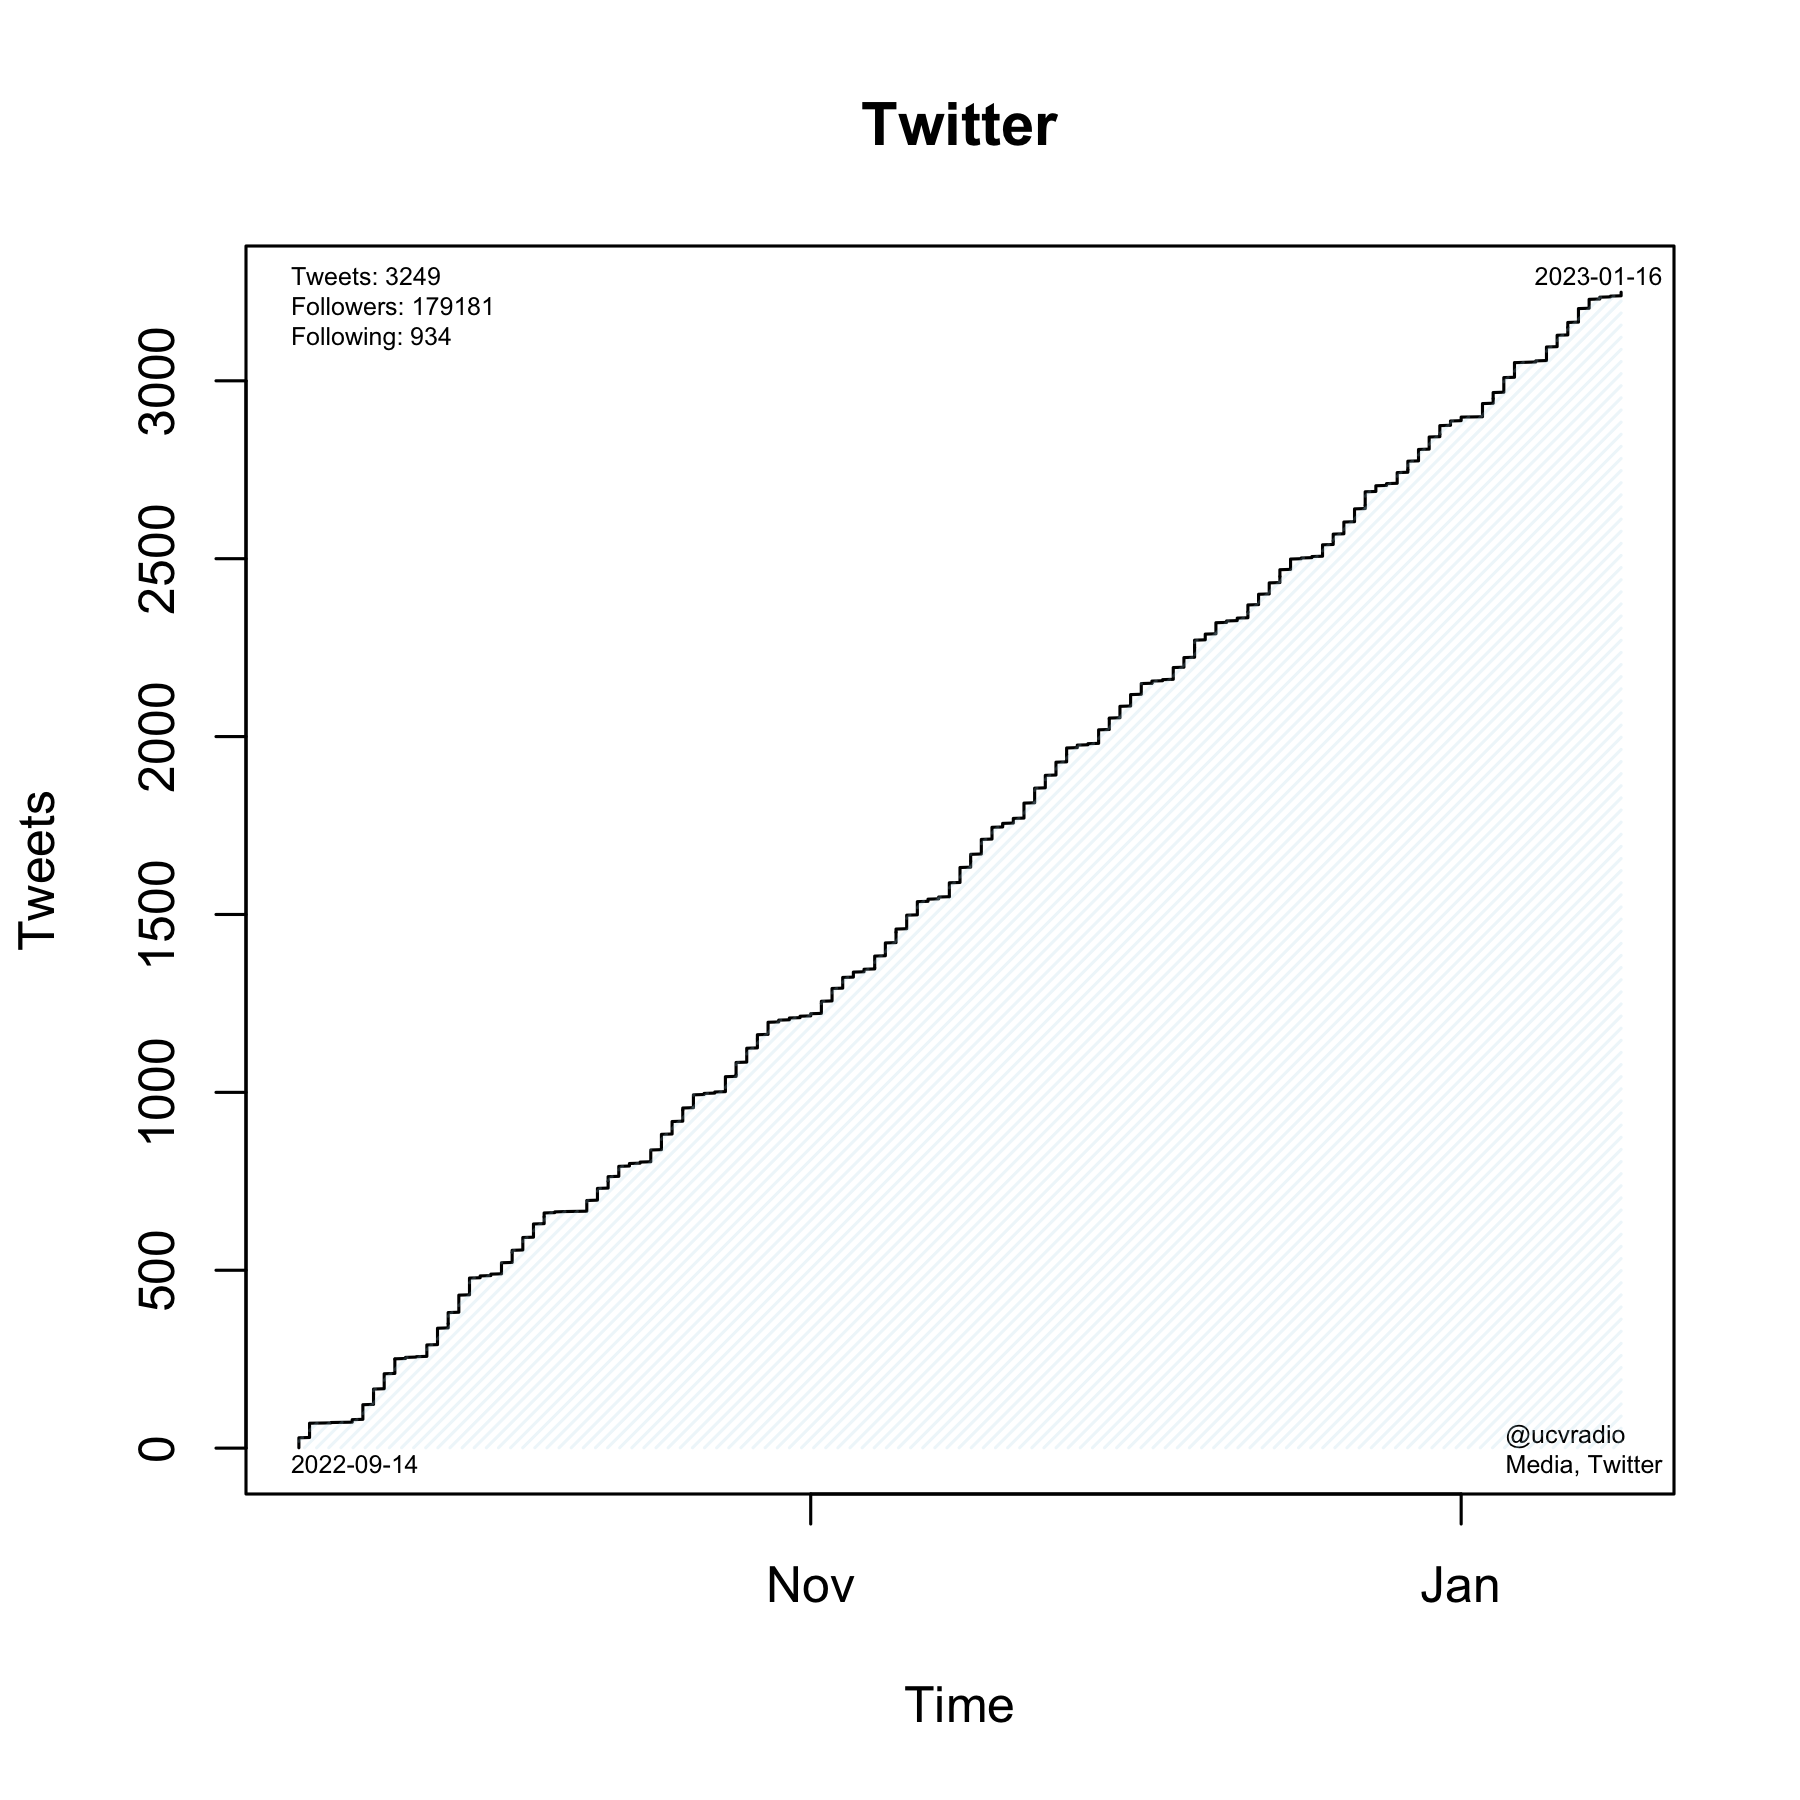 Twitter
Tweets: 3249
Followers: 179181
Following: 934
2023-01-16
3000
2500
2000
1500
1000
500
0
Tweets
@ucvradio
Media, Twitter
2022-09-14
Nov
Jan
Time